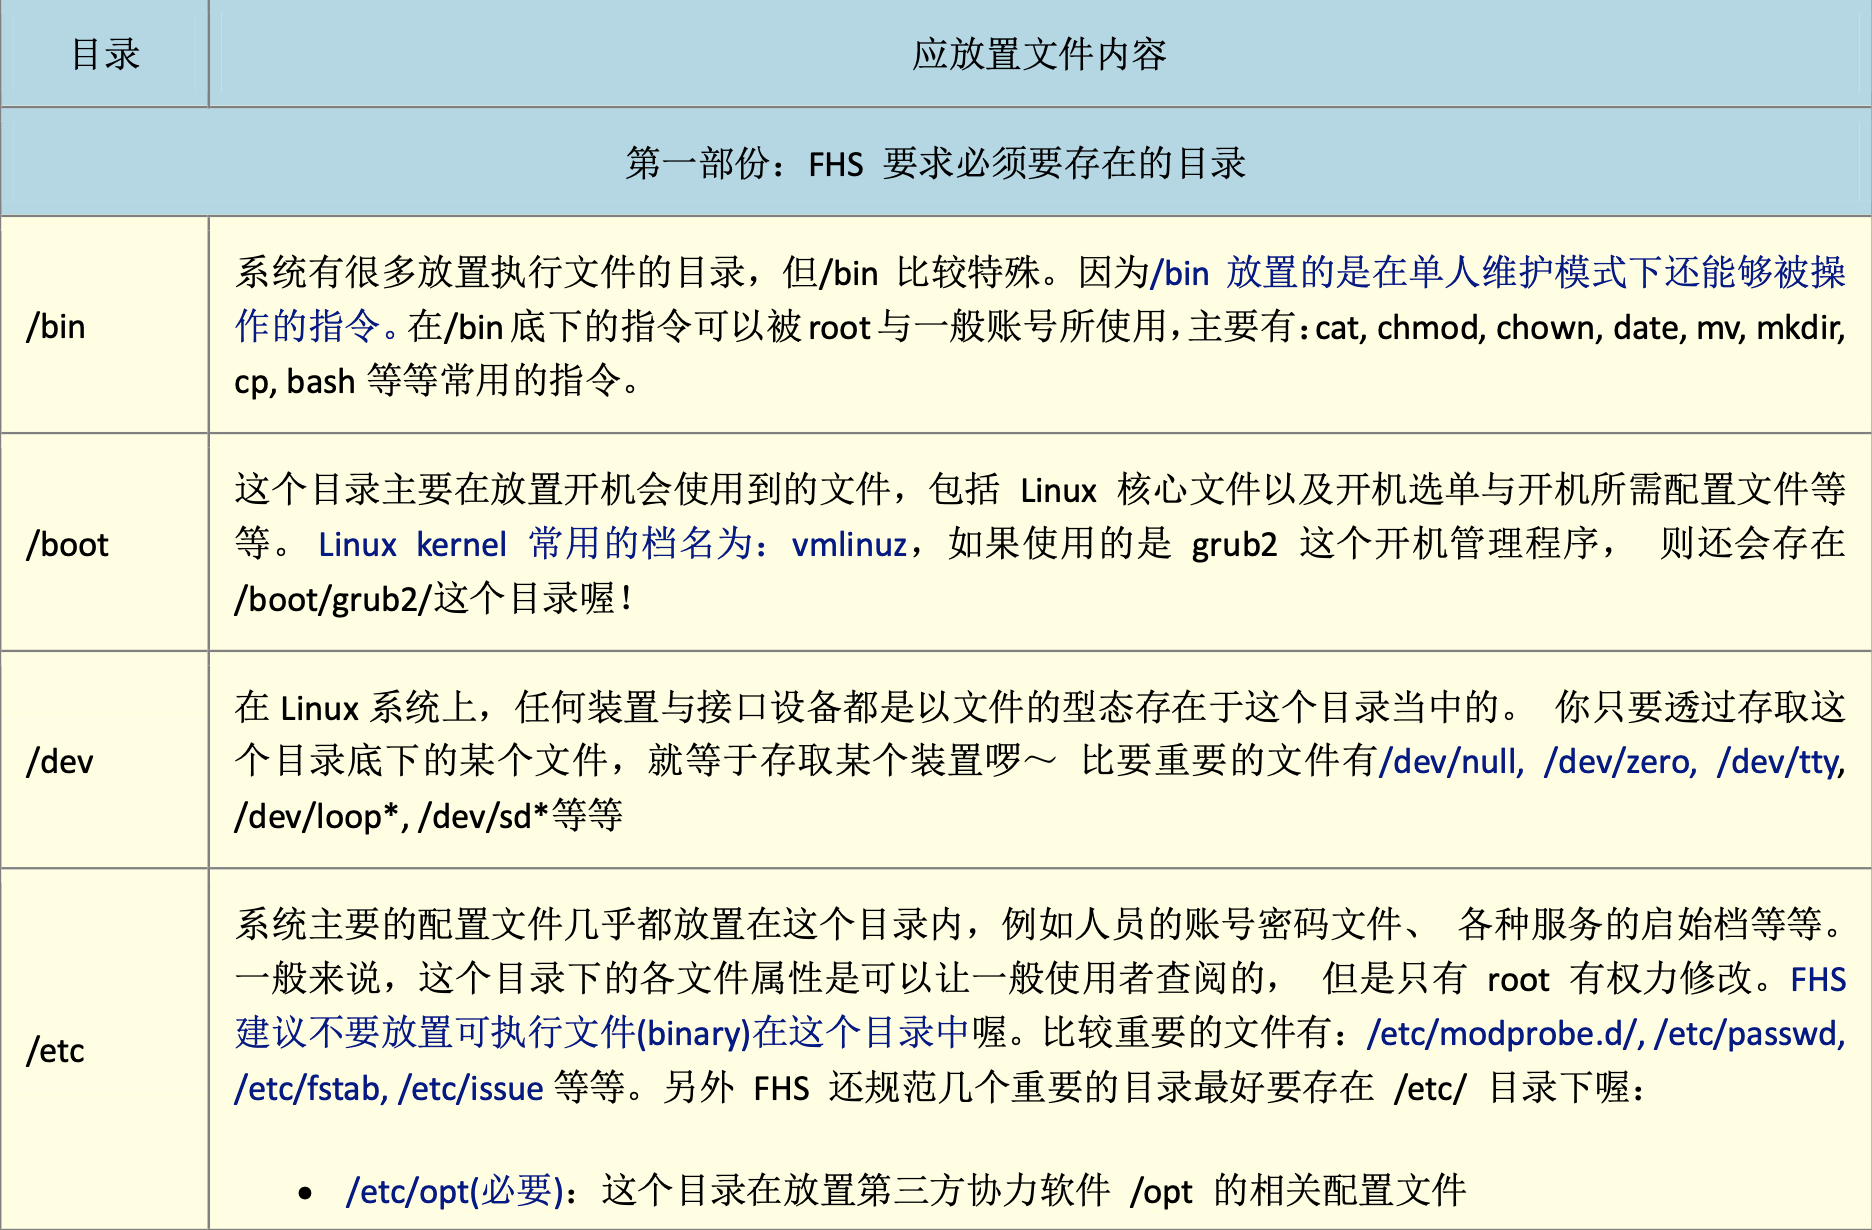 目录
应放置文件内容
第一部份：FHS 要求必须要存在的目录
/bin
系统有很多放置执行文件的目录，但/bin 比较特殊。因为/bin 放置的是在单人维护模式下还能够被操
作的指令。在/bin 底下的指令可以被 root 与一般账号所使用，主要有：cat, chmod, chown, date, mv, mkdir,
cp, bash 等等常用的指令。
/boot
这个目录主要在放置开机会使用到的文件，包括 Linux 核心文件以及开机选单与开机所需配置文件等
等。 Linux kernel 常用的档名为：vmlinuz，如果使用的是 grub2 这个开机管理程序， 则还会存在
/boot/grub2/这个目录喔！
/dev
在 Linux 系统上，任何装置与接口设备都是以文件的型态存在于这个目录当中的。 你只要透过存取这
个目录底下的某个文件，就等于存取某个装置啰～ 比要重要的文件有/dev/null, /dev/zero, /dev/tty,
/dev/loop*, /dev/sd*等等
/etc
系统主要的配置文件几乎都放置在这个目录内，例如人员的账号密码文件、 各种服务的启始档等等。
一般来说，这个目录下的各文件属性是可以让一般使用者查阅的， 但是只有 root 有权力修改。FHS
建议不要放置可执行文件(binary)在这个目录中喔。比较重要的文件有：/etc/modprobe.d/, /etc/passwd,
/etc/fstab, /etc/issue 等等。另外 FHS 还规范几个重要的目录最好要存在 /etc/ 目录下喔：
• /etc/opt(必要)：这个目录在放置第三方协力软件 /opt 的相关配置文件